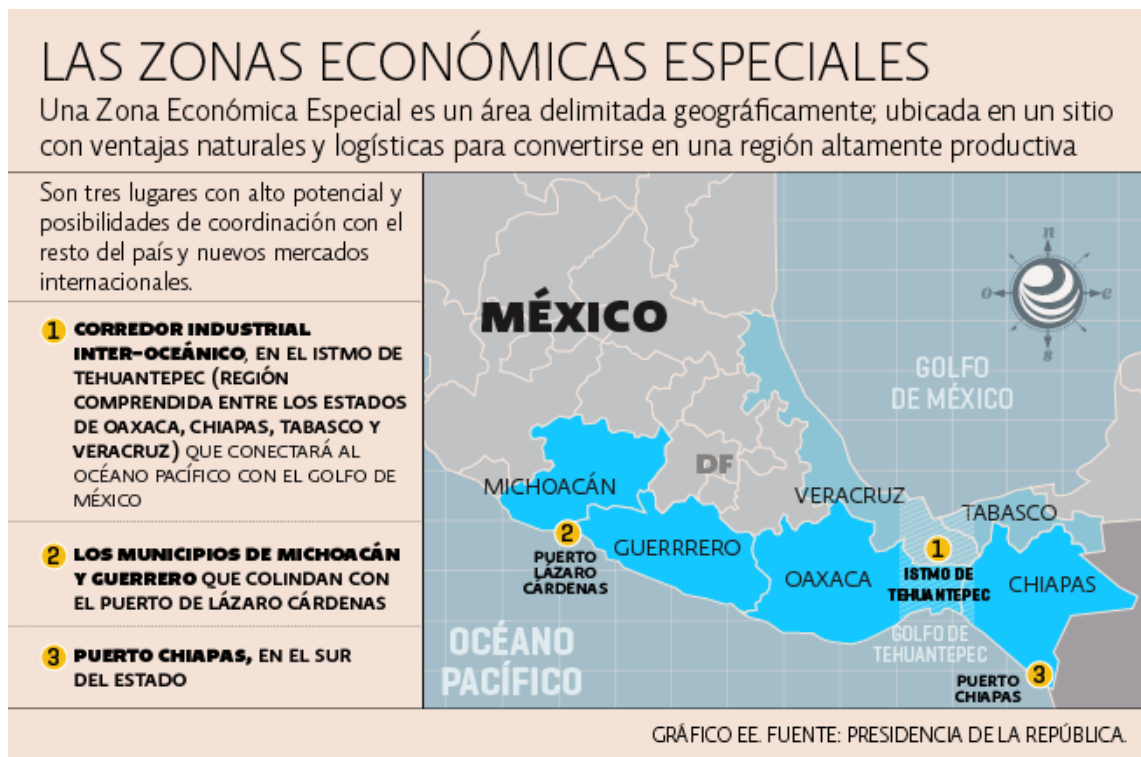 LAS ZONAS ECONÓMICAS ESPECIALES
Una Zona Económica Especial es un área delimitada geográficamente; ubicada en un sitio
con ventajas naturales y logísticas para convertirse en una región altamente productiva
Son tres lugares con alto potencial y
posibilidades de coordinación con el
resto del país y nuevos mercados
internacionales.
1 CORREDOR INDUSTRIAL
INTER-OCEÁNICO, EN EL ISTMO DE
TEHUANTEPEC (REGIÓN
COMPRENDIDA ENTRE LOS ESTADOS
DE OAXACA, CHIAPAS, TABASCO Y
VERACRUZ) QUE CONECTARÁ AL
OCÉANO PACÍFICO CON EL GOLFO DE
MÉXICO
2 LOS MUNICIPIOS DE MICHOACÁN
Y GUERRERO QUE COLINDAN CON
EL PUERTO DE LÁZARO CÁRDENAS
3 PUERTO CHIAPAS, EN EL SUR
DEL ESTADO
MÉXICO
n
o
e
s
GOLFO
DE MÉXICO
DF
MICHOACÁN
VERACRUZ
TABASCO
2
PUERTO
LÁZARO
CÁRDENAS
GUERRRERO
OAXACA
1
ISTMO DE
TEHUANTEPEC
CHIAPAS
GOLFO DE
TEHUANTEPEC
OCÉANO
PACÍFICO
3
PUERTO
CHIAPAS
GRÁFICO EE. FUENTE: PRESIDENCIA DE LA REPÚBLICA.